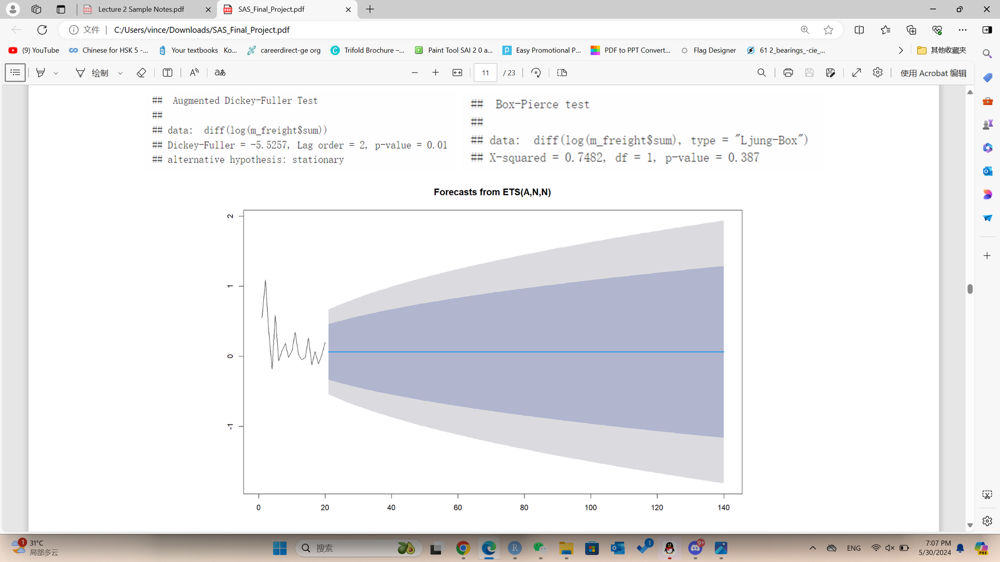 Lecture 2 Sample Notes.pdf
SAS_Final_Project.pdf
文件
C:/Users/vince/Downloads/SAS_Final_Project.pdf
(9) YouTube
Chinese for HSK 5 -...
Your textbooks Ko...
careerdirect-ge org
Trifold Brochure –...
Paint Tool SAI 2 0 a...
Easy Promotional P...
PDF to PPT Convert...
Flag Designer
61 2_bearings_-cie_...
其他收藏夹
绘制
aあ
11 / 23
使用 Acrobat 编辑
## Augmented Dickey-Fuller Test
##
## data: diff(log(m_freight$sum))
## Dickey-Fuller = -5.5257, Lag order = 2, p-value = 0.01
## alternative hypothesis: stationary
## Box-Pierce test
##
## data: diff(log(m_freight$sum), type = "Ljung-Box")
## X-squared = 0.7482, df = 1, p-value = 0.387
Forecasts from ETS(A,N,N)
2
1
0
-1
0 20 40 60 80 100 120 140
1
31°C
局部多云
搜索
1
9+
ENG
7:07 PM
5/30/2024
PRE